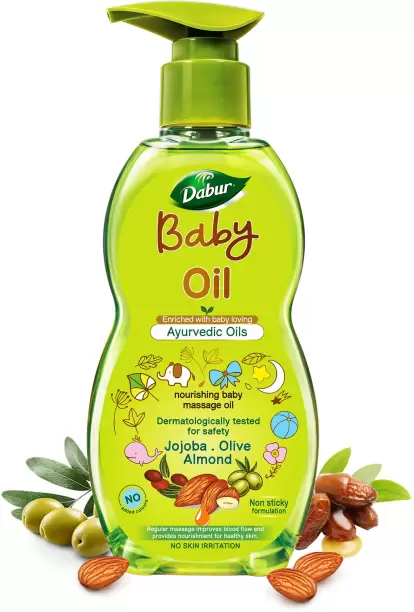 Dabur
Baby
Oil
Enriched with baby loving
Ayurvedic Oils
nourishing baby
massage oil
Dermatologically tested
for safety
Jojoba . Olive
Almond
NO
added colours
Non sticky
formulation
Regular massage improves blood flow and
provides nourishment for healthy skin.
NO SKIN IRRITATION